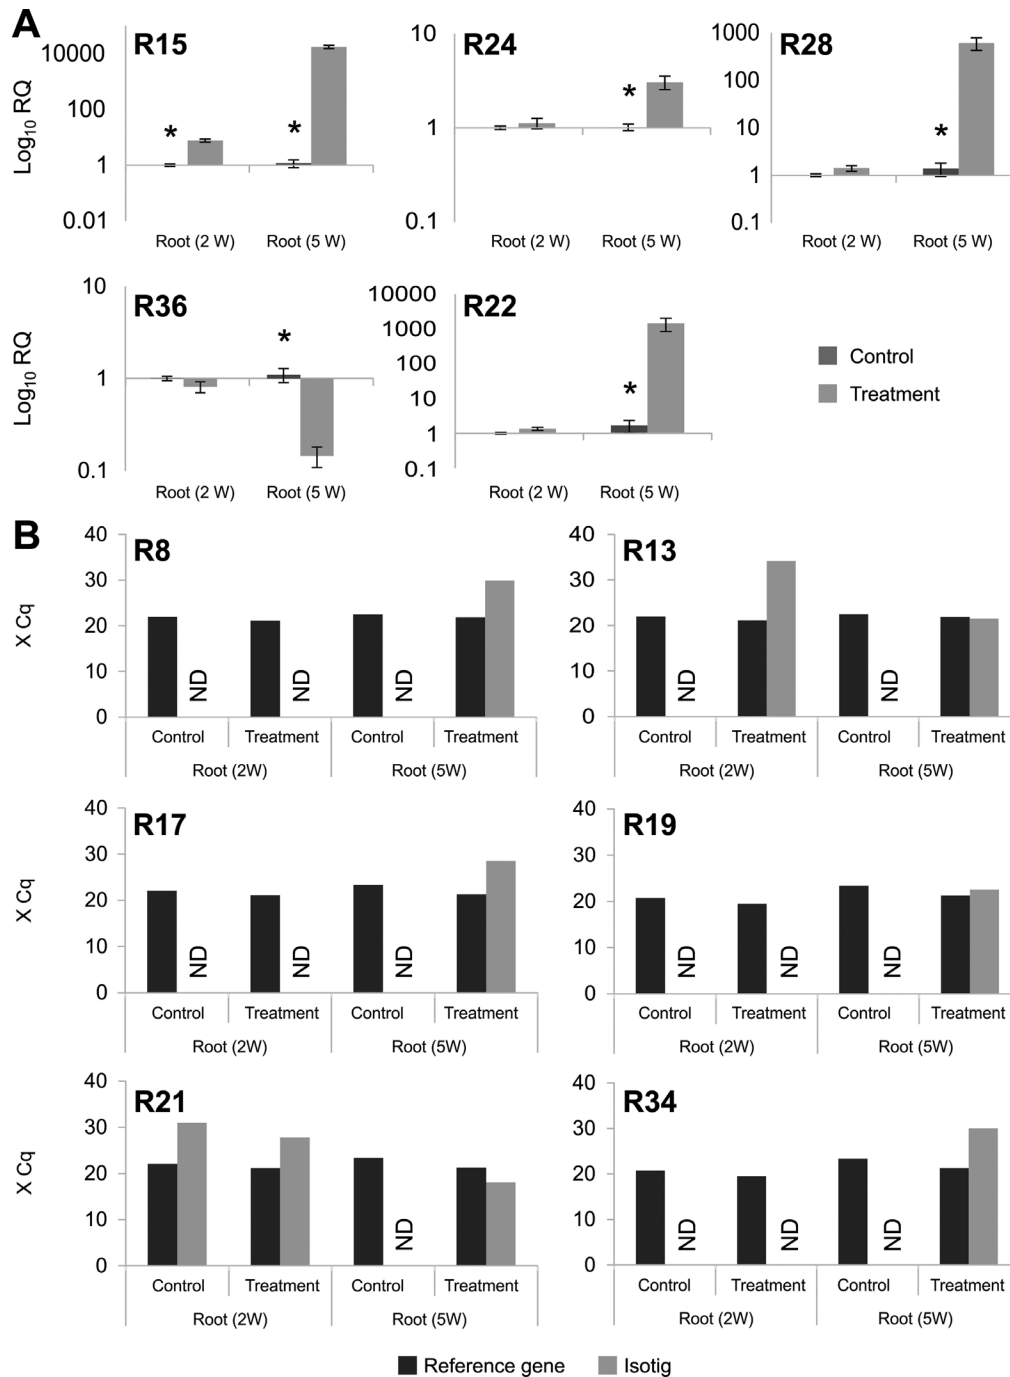 A
R15
Log10 RQ
10000
100
1
0.01
*
*
Root (2 W) Root (5 W)
R24
10
1
0.1
*
Root (2 W) Root (5 W)
R28
1000
100
10
1
0.1
*
Root (2 W) Root (5 W)
R36
Log10 RQ
10
1
0.1
*
Root (2 W) Root (5 W)
R22
10000
1000
100
10
1
0.1
*
Root (2 W) Root (5 W)
Control
Treatment
B
R8
X Cq
40
30
20
10
0
ND ND ND
Control Treatment Control Treatment
Root (2W) Root (5W)
R13
40
30
20
10
0
ND ND
Control Treatment Control Treatment
Root (2W) Root (5W)
R17
X Cq
40
30
20
10
0
ND ND ND
Control Treatment Control Treatment
Root (2W) Root (5W)
R19
40
30
20
10
0
ND ND ND
Control Treatment Control Treatment
Root (2W) Root (5W)
R21
X Cq
40
30
20
10
0
ND
Control Treatment Control Treatment
Root (2W) Root (5W)
R34
40
30
20
10
0
ND ND ND
Control Treatment Control Treatment
Root (2W) Root (5W)
Reference gene Isotig